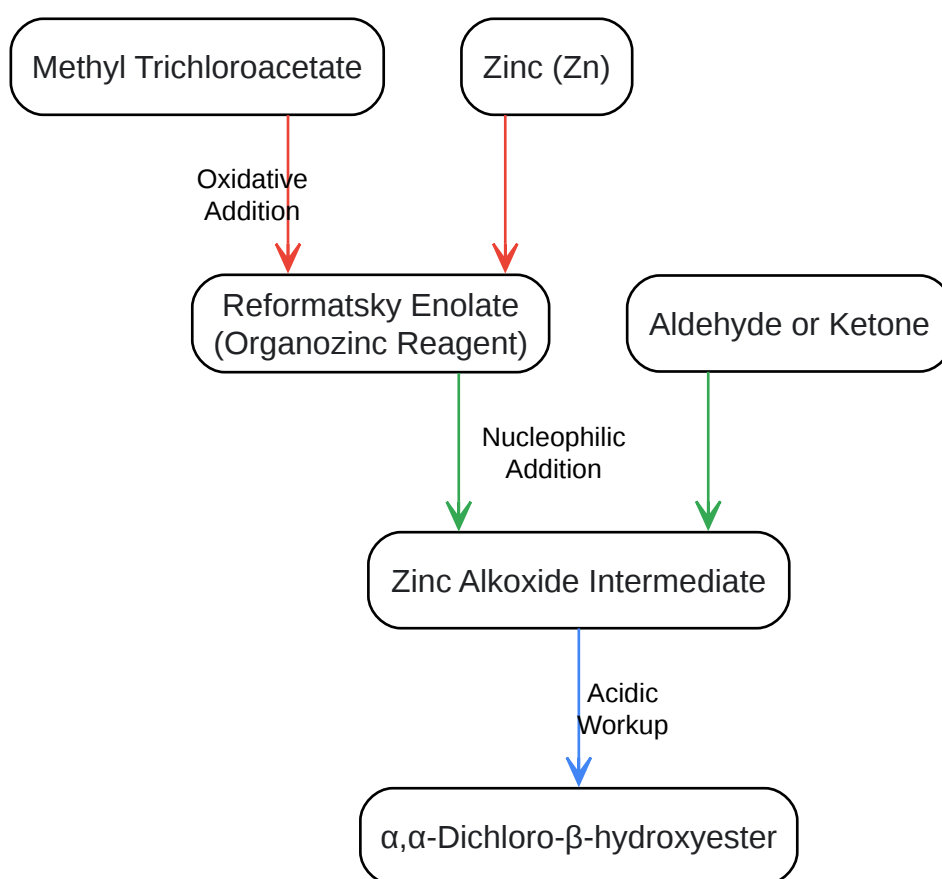 Methyl Trichloroacetate
Zinc (Zn)
Oxidative
Addition
Reformatsky Enolate
(Organozinc Reagent)
Aldehyde or Ketone
Nucleophilic
Addition
Zinc Alkoxide Intermediate
Acidic
Workup
α,α-Dichloro-β-hydroxyester